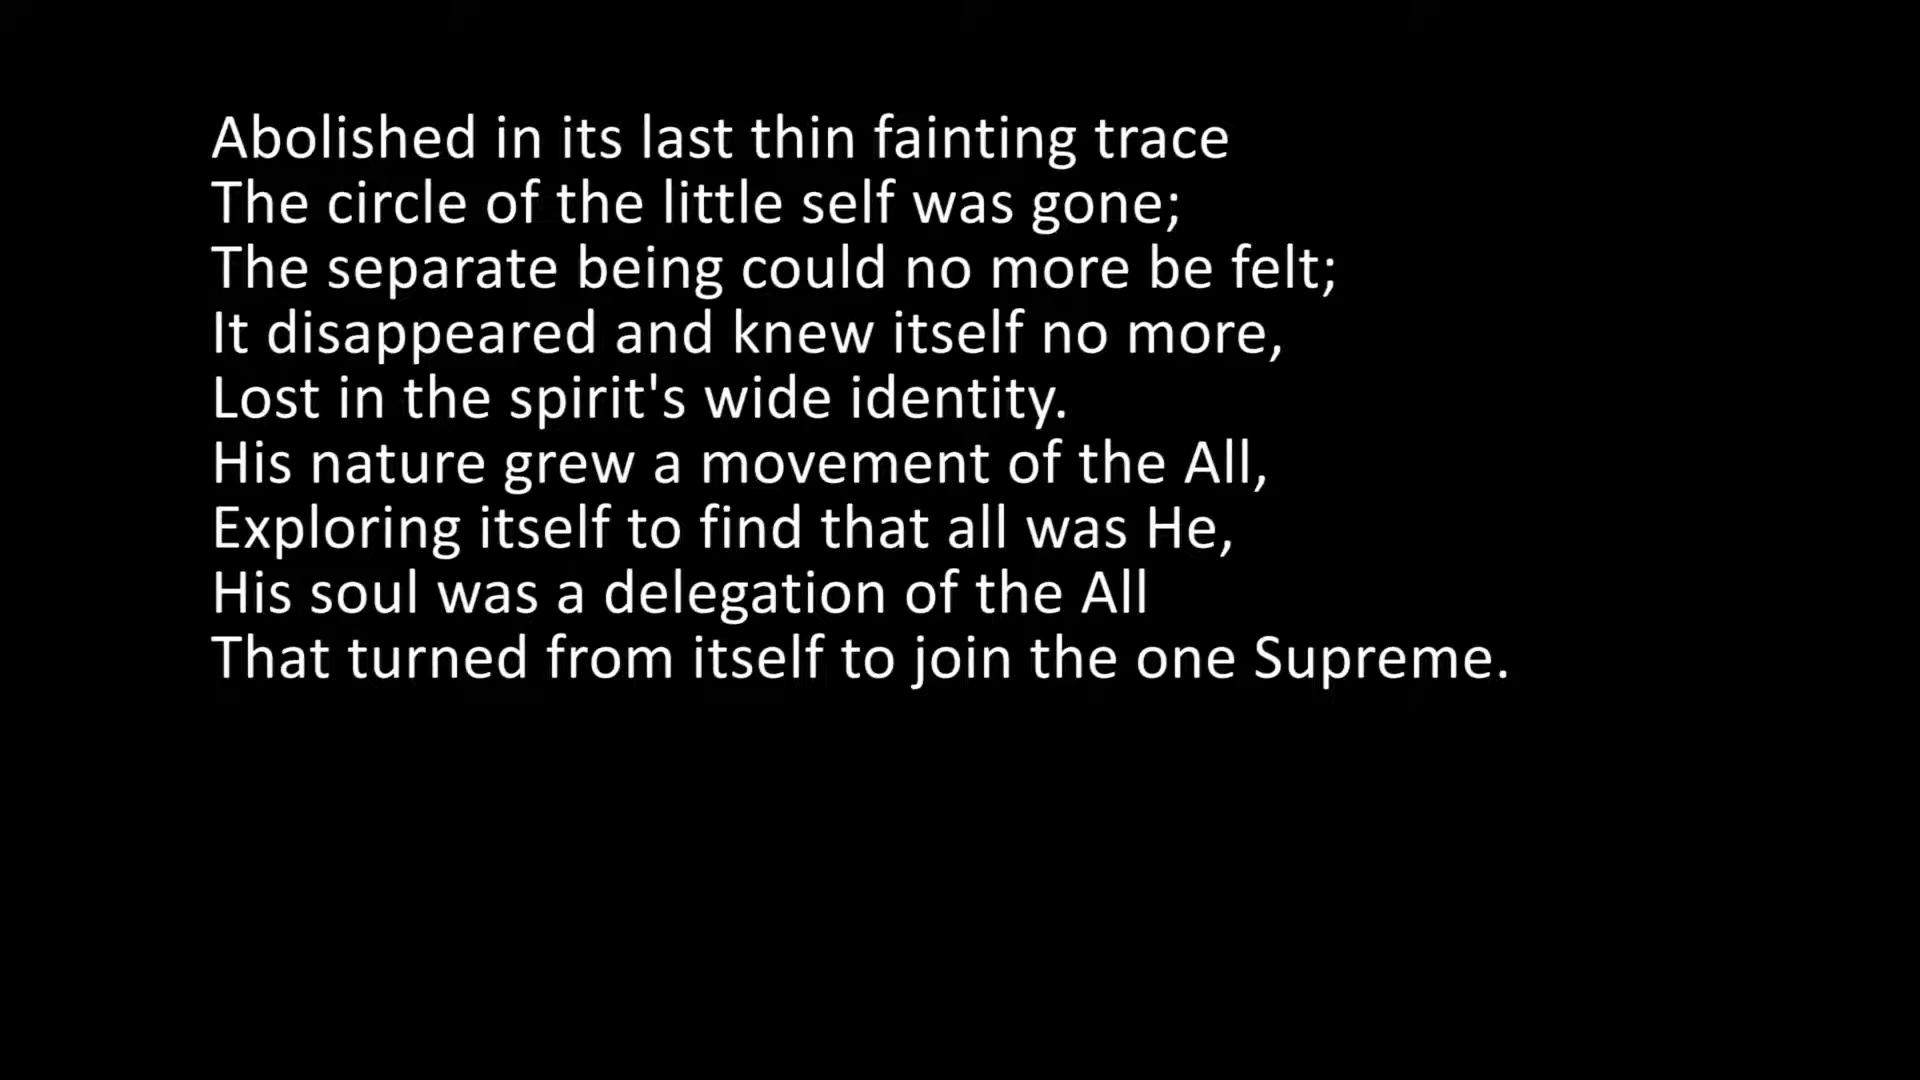 Abolished in its last thin fainting trace
The circle of the little self was gone;
The separate being could no more be felt;
It disappeared and knew itself no more,
Lost in the spirit's wide identity.
His nature grew a movement of the All,
Exploring itself to find that all was He,
His soul was a delegation of the All
That turned from itself to join the one Supreme.